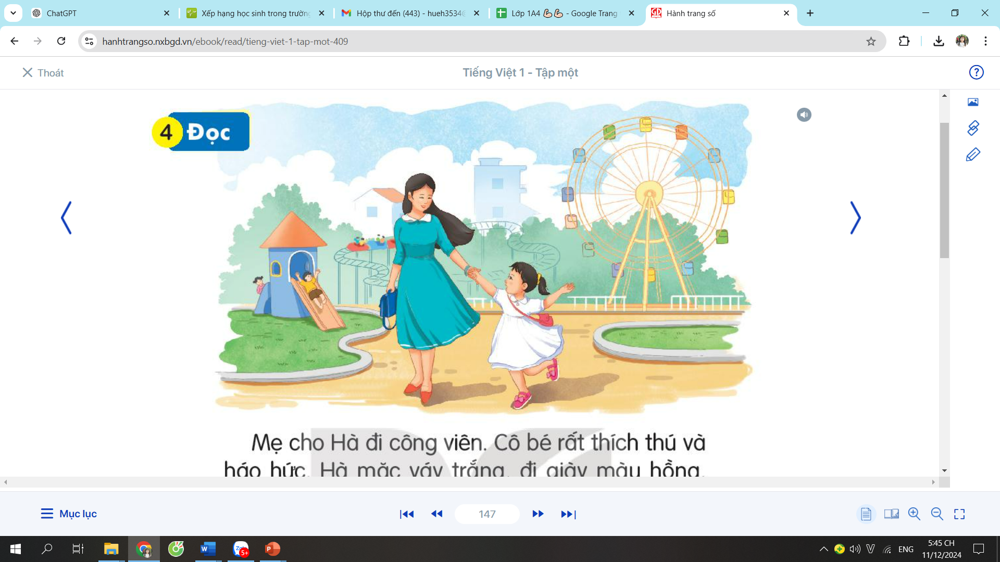 ChatGPT
Xếp hạng học sinh trong trường
Hộp thư đến (443) - hueh3534@
Lớp 1A4 💪🏻💪🏻 - Google Trang
Hành trang số
hanhtrangso.nxbgd.vn/ebook/read/tieng-viet-1-tap-mot-409
Thoát
Tiếng Việt 1 - Tập một
4 Đọc
Mẹ cho Hà đi công viên. Cô bé rất thích thú và
háo hức. Hà mặc váy trắng, đi giày màu hồng.
Mục lục
147
5+
ENG
5:45 CH
11/12/2024